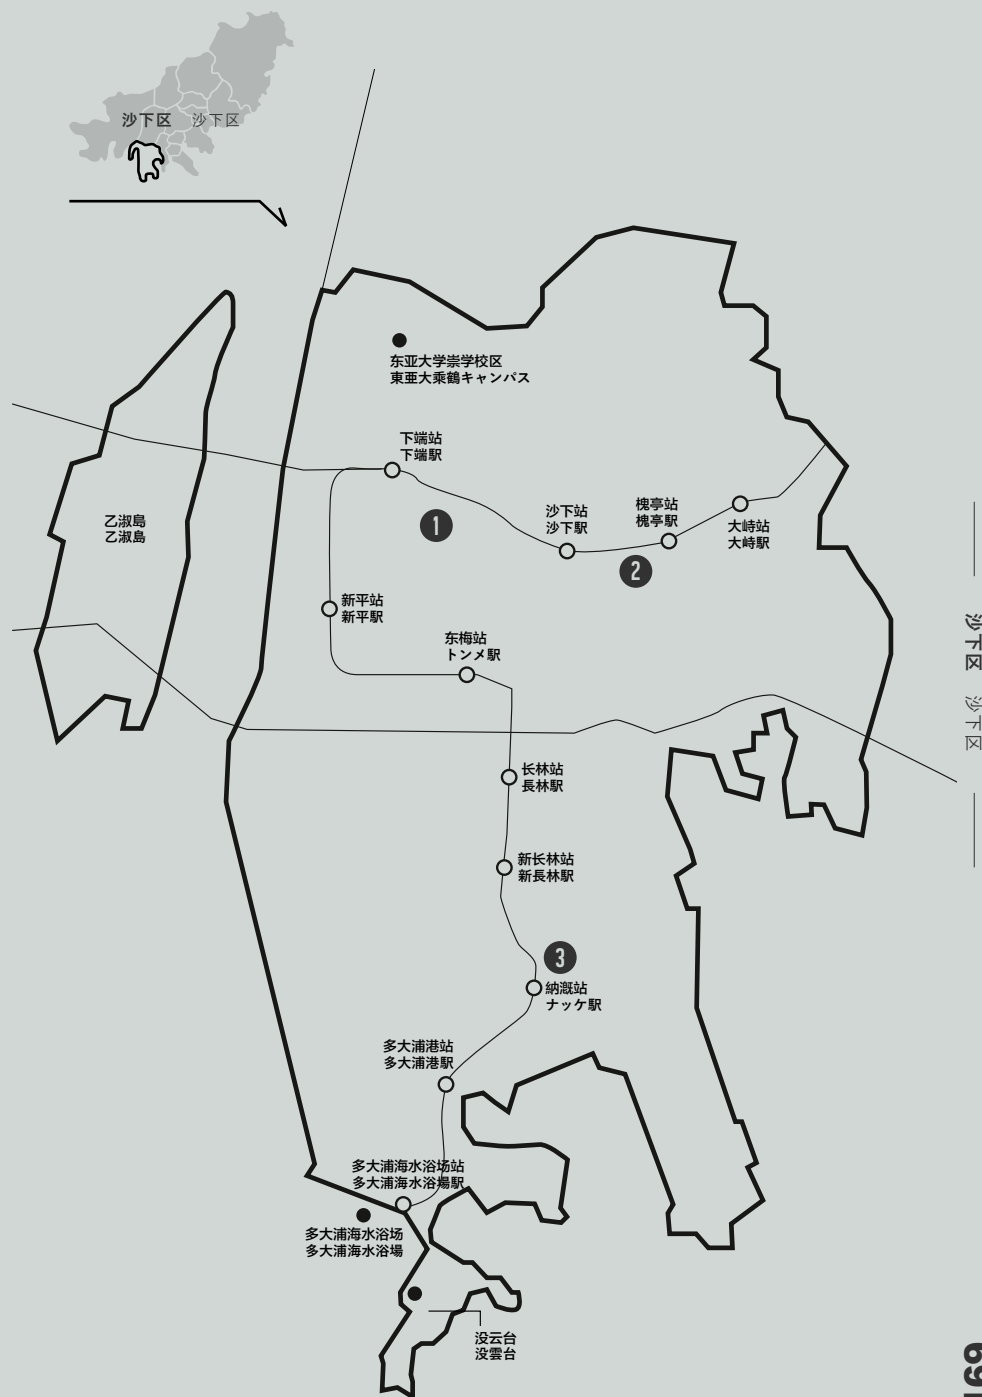 沙下区 沙下区
东亚大学崇学校区
東亜大乘鶴キャンパス
下端站
下端駅
1
沙下站
沙下駅
槐亭站
槐亭駅
大峙站
大峙駅
2
乙淑島
乙淑島
新平站
新平駅
东梅站
トンメ駅
沙下区 沙下区
长林站
長林駅
新长林站
新長林駅
3
納溉站
ナッケ駅
多大浦港站
多大浦港駅
多大浦海水浴场站
多大浦海水浴場駅
多大浦海水浴场
多大浦海水浴場
没云台
没雲台
169